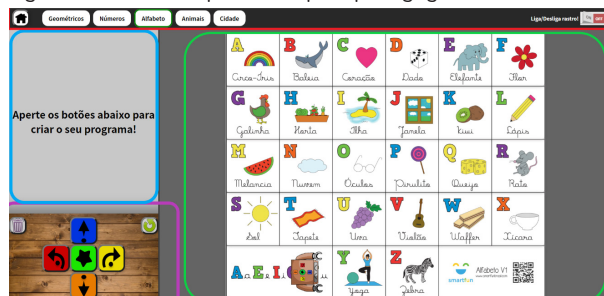 Geométricos Números Alfabeto Animais Cidade
Liga/Desliga rastro!
Aperte os botões abaixo para
criar o seu programa!
A B C D E F
Arco-Íris Baleia Coração Dado Elefante Flor
G H I J K L
Galinha Horta Ilha Janela Kiwi Lápis
M N O P Q R
Melancia Nuvem Óculos Pirulito Queijo Rato
S T U V W X
Sol Tapete Uva Violão Waffer Xícara
A a E e I i Y Z
Yoga Zebra
smartfun
Alfabeto V1